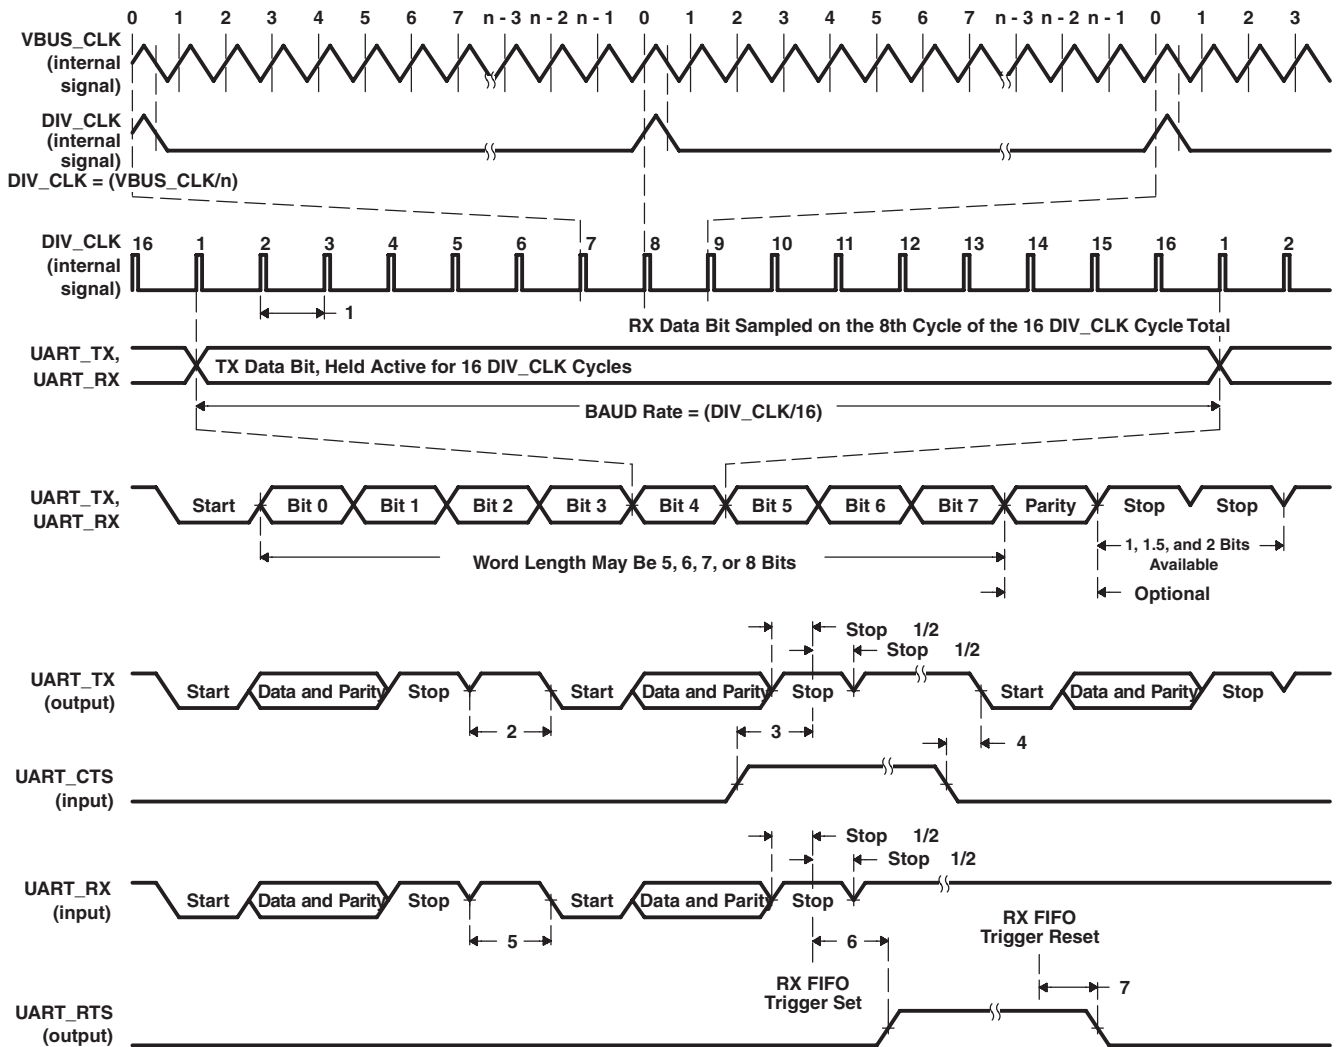 0 1 2 3 4 5 6 7 n - 3 n - 2 n - 1 0 1 2 3 4 5 6 7 n - 3 n - 2 n - 1 0 1 2 3
VBUS_CLK
(internal
signal)
DIV_CLK
(internal
signal)
DIV_CLK = (VBUS_CLK/n)
DIV_CLK
(internal
signal)
16 1 2 3 4 5 6 7 8 9 10 11 12 13 14 15 16 1 2
1
RX Data Bit Sampled on the 8th Cycle of the 16 DIV_CLK Cycle Total
UART_TX,
UART_RX
TX Data Bit, Held Active for 16 DIV_CLK Cycles
BAUD Rate = (DIV_CLK/16)
UART_TX,
UART_RX
Start Bit 0 Bit 1 Bit 2 Bit 3 Bit 4 Bit 5 Bit 6 Bit 7 Parity Stop Stop
Word Length May Be 5, 6, 7, or 8 Bits
1, 1.5, and 2 Bits
Available
Optional
Stop 1/2
Stop 1/2
UART_TX
(output)
Start Data and Parity Stop Start Data and Parity Stop Start Data and Parity Stop
2 3 4
UART_CTS
(input)
Stop 1/2
Stop 1/2
UART_RX
(input)
Start Data and Parity Stop Start Data and Parity Stop
5 6
RX FIFO
Trigger Reset
RX FIFO
Trigger Set
7
UART_RTS
(output)